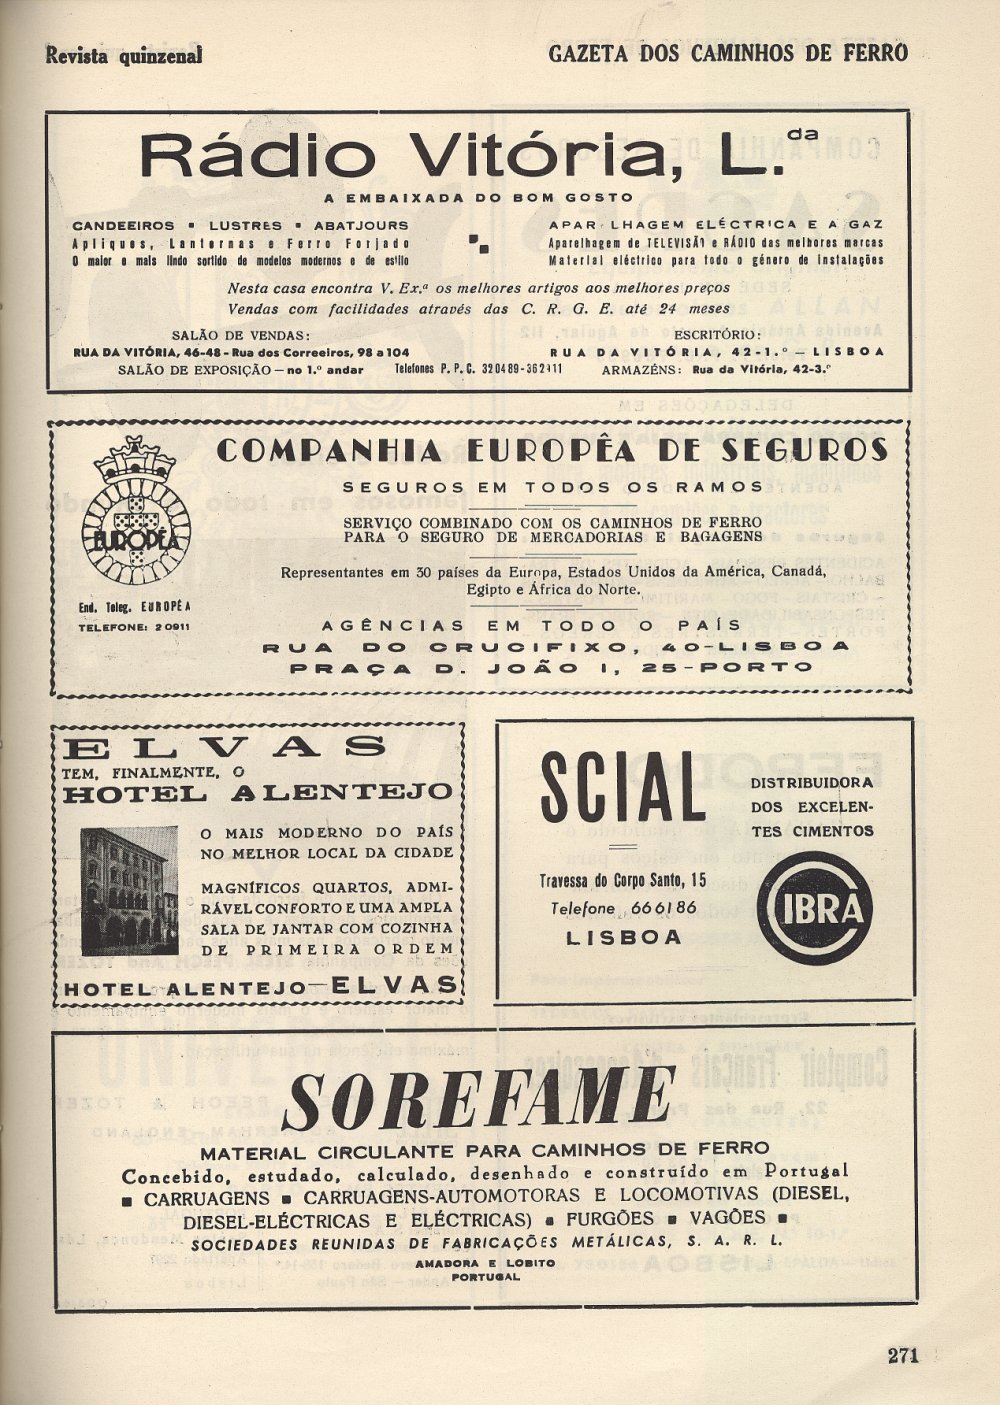 Revista quinzenal
GAZETA DOS CAMINHOS DE FERRO
Rádio Vitória, L.da
A EMBAIXADA DO BOM GOSTO
CANDEEIROS ▪ LUSTRES ▪ ABATJOURS
Apliques, Lanternas e Ferro Forjado
O maior e mais lindo sortido de modelos modernos e de estilo
APAR LHAGEM ELÉCTRICA E A GAZ
Aparelhagem de TELEVISÃO e RÁDIO das melhores marcas
Material eléctrico para todo o género de instalações
Nesta casa encontra V. Ex.ª os melhores artigos aos melhores preços
Vendas com facilidades através das C. R. G. E. até 24 meses
SALÃO DE VENDAS:
RUA DA VITÓRIA, 46-48 - Rua dos Correeiros, 98 a 104
SALÃO DE EXPOSIÇÃO — no 1.º andar
Telefones P. P. C. 320489-362411
ESCRITÓRIO:
RUA DA VITÓRIA, 42-1.º — LISBOA
ARMAZÉNS: Rua da Vitória, 42-3.º
EUROPÊA
End. Teleg. EUROPÊA
TELEFONE: 20911
COMPANHIA EUROPÊA DE SEGUROS
SEGUROS EM TODOS OS RAMOS
SERVIÇO COMBINADO COM OS CAMINHOS DE FERRO
PARA O SEGURO DE MERCADORIAS E BAGAGENS
Representantes em 30 países da Europa, Estados Unidos da América, Canadá,
Egipto e África do Norte.
AGÊNCIAS EM TODO O PAÍS
RUA DO CRUCIFIXO, 40-LISBOA
PRAÇA D. JOÃO I, 25-PORTO
ELVAS
TEM, FINALMENTE, O
HOTEL ALENTEJO
O MAIS MODERNO DO PAÍS
NO MELHOR LOCAL DA CIDADE
MAGNÍFICOS QUARTOS, ADMI-
RÁVEL CONFORTO E UMA AMPLA
SALA DE JANTAR COM COZINHA
DE PRIMEIRA ORDEM
HOTEL ALENTEJO—ELVAS
SCIAL
Travessa do Corpo Santo, 15
Telefone 666186
LISBOA
DISTRIBUIDORA
DOS EXCELEN-
TES CIMENTOS
CIBRA
SOREFAME
MATERIAL CIRCULANTE PARA CAMINHOS DE FERRO
Concebido, estudado, calculado, desenhado e construído em Portugal
▪ CARRUAGENS ▪ CARRUAGENS-AUTOMOTORAS E LOCOMOTIVAS (DIESEL,
DIESEL-ELÉCTRICAS E ELÉCTRICAS) ▪ FURGÕES ▪ VAGÕES ▪
SOCIEDADES REUNIDAS DE FABRICAÇÕES METÁLICAS, S. A. R. L.
AMADORA E LOBITO
PORTUGAL
271